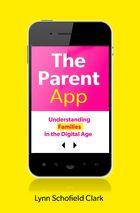 The
Parent
App
Understanding
Families
in the Digital Age
Lynn Schofield Clark